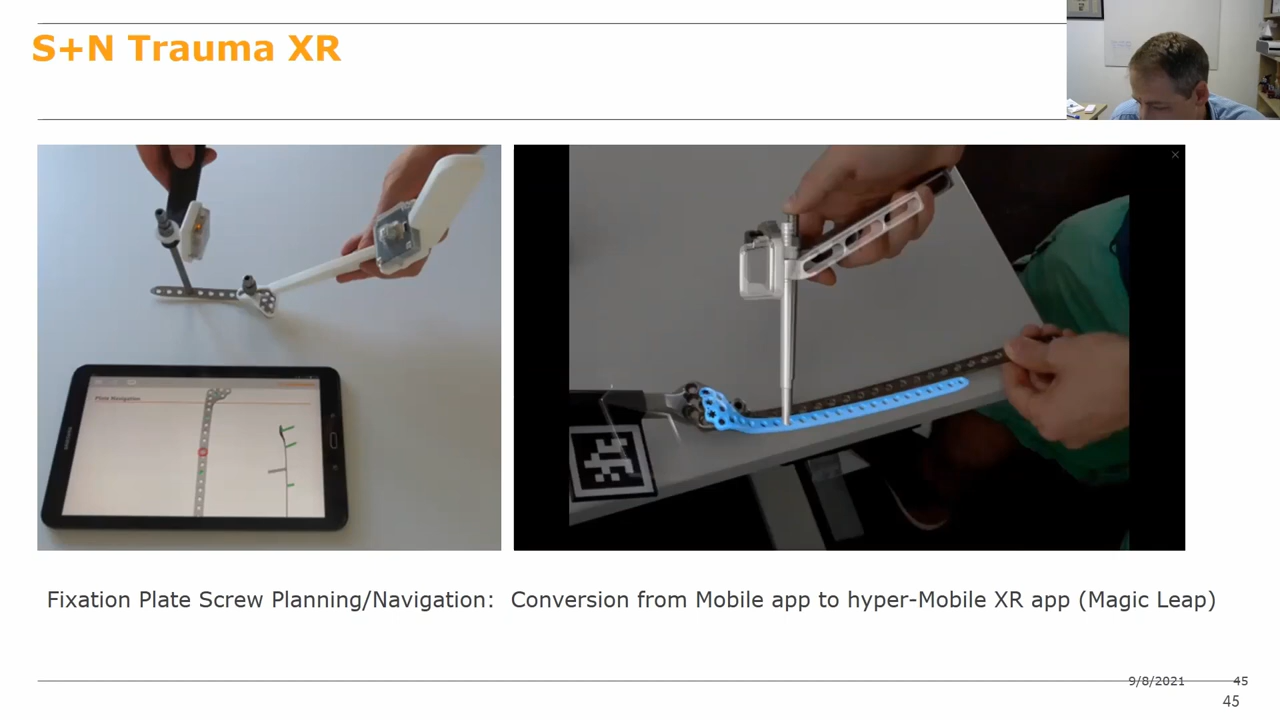 S+N Trauma XR
Plate Navigation
Fixation Plate Screw Planning/Navigation:  Conversion from Mobile app to hyper-Mobile XR app (Magic Leap)
9/8/2021
45
45